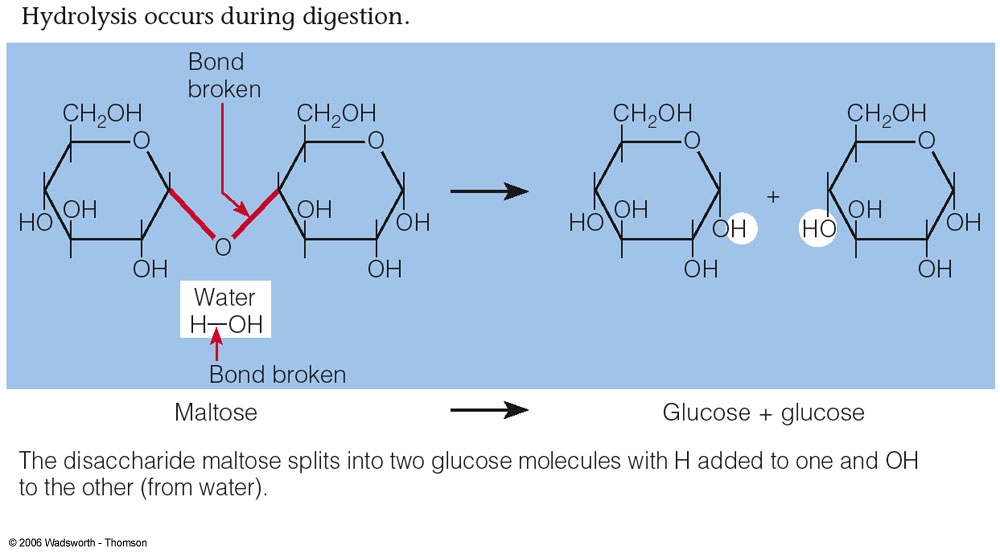 Hydrolysis occurs during digestion.
Bond
broken
CH₂OH
O
HO
OH
OH
O
CH₂OH
O
OH
OH
OH
Water
H—OH
Bond broken
CH₂OH
O
HO
OH
OH
OH
+
CH₂OH
O
HO
OH
OH
OH
Maltose
Glucose + glucose
The disaccharide maltose splits into two glucose molecules with H added to one and OH
to the other (from water).
© 2006 Wadsworth - Thomson